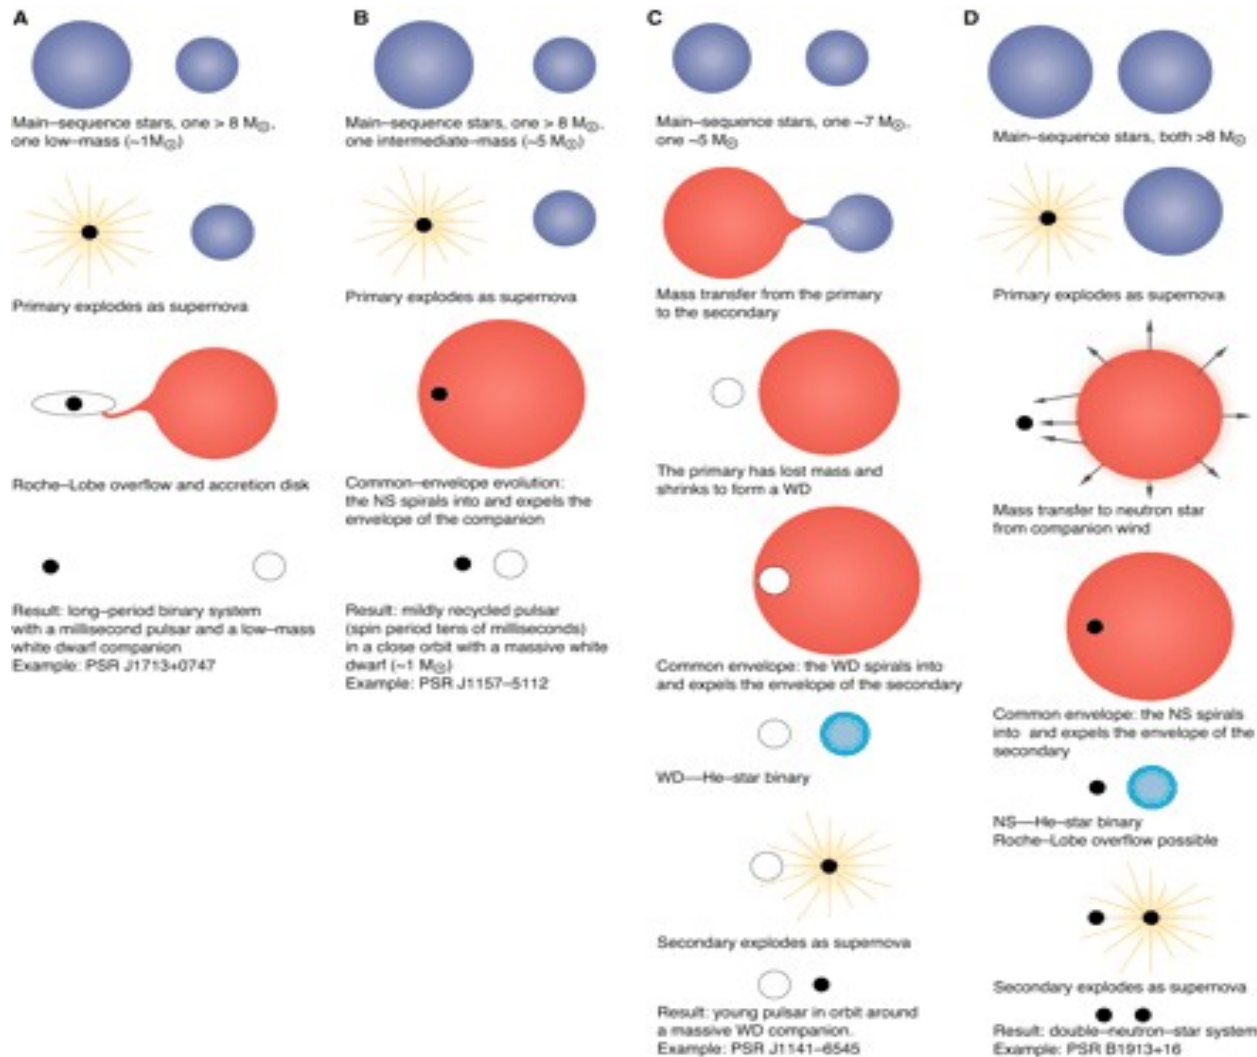 A
Main–sequence stars, one > 8 M☉,
one low–mass (~1M☉)
Primary explodes as supernova
Roche–Lobe overflow and accretion disk
Result: long–period binary system
with a millisecond pulsar and a low–mass
white dwarf companion
Example: PSR J1713+0747
B
Main–sequence stars, one > 8 M☉,
one intermediate–mass (~5 M☉)
Primary explodes as supernova
Common–envelope evolution:
the NS spirals into and expels the
envelope of the companion
Result: mildly recycled pulsar
(spin period tens of milliseconds)
in a close orbit with a massive white
dwarf (~1 M☉)
Example: PSR J1157–5112
C
Main–sequence stars, one ~7 M☉,
one ~5 M☉
Mass transfer from the primary
to the secondary
The primary has lost mass and
shrinks to form a WD
Common envelope: the WD spirals into
and expels the envelope of the secondary
WD—He–star binary
Secondary explodes as supernova
Result: young pulsar in orbit around
a massive WD companion.
Example: PSR J1141–6545
D
Main–sequence stars, both >8 M☉
Primary explodes as supernova
Mass transfer to neutron star
from companion wind
Common envelope: the NS spirals
into and expels the envelope of the
secondary
NS—He–star binary
Roche–Lobe overflow possible
Secondary explodes as supernova
Result: double–neutron–star system
Example: PSR B1913+16